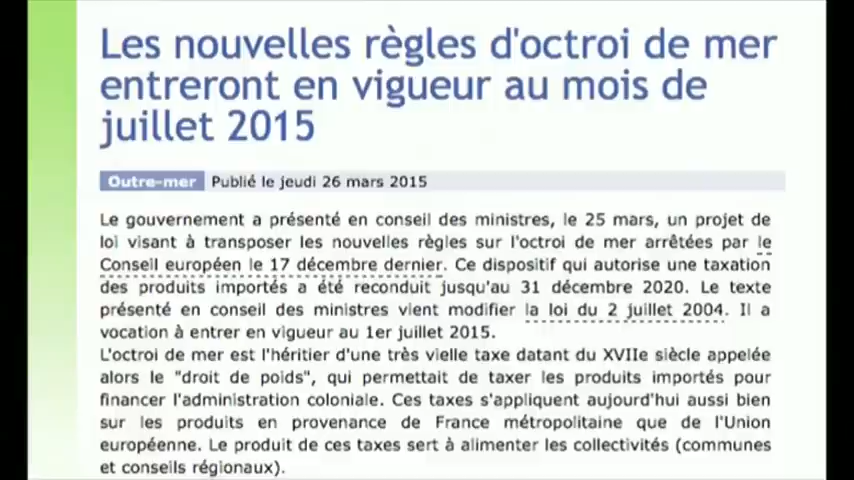 Les nouvelles règles d'octroi de mer
entreront en vigueur au mois de
juillet 2015
Outre-mer Publié le jeudi 26 mars 2015
Le gouvernement a présenté en conseil des ministres, le 25 mars, un projet de
loi visant à transposer les nouvelles règles sur l'octroi de mer arrêtées par le
Conseil européen le 17 décembre dernier. Ce dispositif qui autorise une taxation
des produits importés a été reconduit jusqu'au 31 décembre 2020. Le texte
présenté en conseil des ministres vient modifier la loi du 2 juillet 2004. Il a
vocation à entrer en vigueur au 1er juillet 2015.
L'octroi de mer est l'héritier d'une très vielle taxe datant du XVIIe siècle appelée
alors le "droit de poids", qui permettait de taxer les produits importés pour
financer l'administration coloniale. Ces taxes s'appliquent aujourd'hui aussi bien
sur les produits en provenance de France métropolitaine que de l'Union
européenne. Le produit de ces taxes sert à alimenter les collectivités (communes
et conseils régionaux).